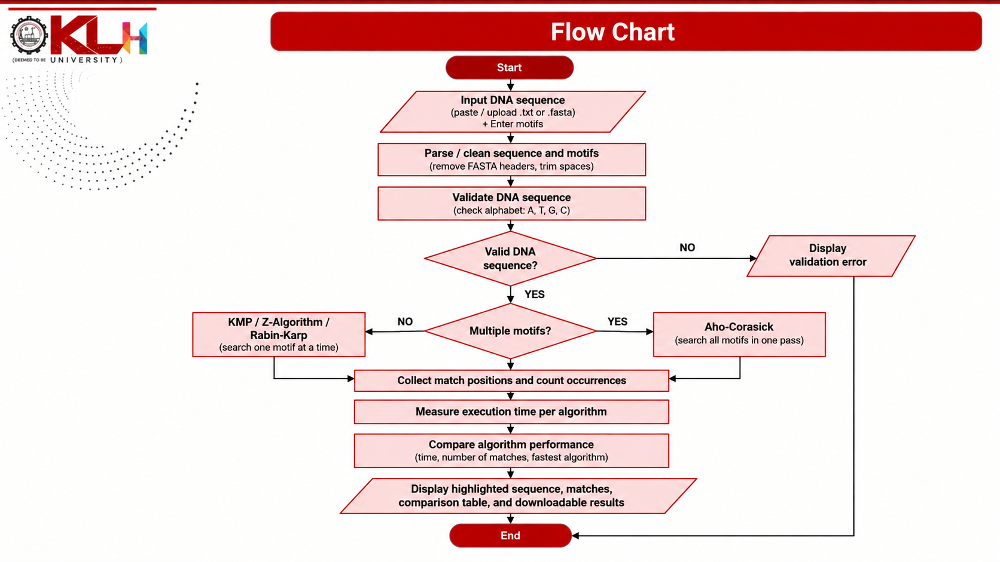 KLH
(DEEMED TO BE UNIVERSITY)
Flow Chart
Start
Input DNA sequence
(paste / upload .txt or .fasta)
+ Enter motifs
Parse / clean sequence and motifs
(remove FASTA headers, trim spaces)
Validate DNA sequence
(check alphabet: A, T, G, C)
Valid DNA
sequence?
NO
Display
validation error
YES
Multiple motifs?
NO
KMP / Z-Algorithm /
Rabin-Karp
(search one motif at a time)
YES
Aho-Corasick
(search all motifs in one pass)
Collect match positions and count occurrences
Measure execution time per algorithm
Compare algorithm performance
(time, number of matches, fastest algorithm)
Display highlighted sequence, matches,
comparison table, and downloadable results
End